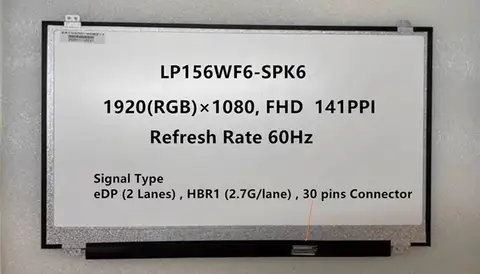 LP156WF6-SPK6
1920(RGB)×1080, FHD 141PPI
Refresh Rate 60Hz
Signal Type
eDP (2 Lanes) , HBR1 (2.7G/lane) , 30 pins Connector